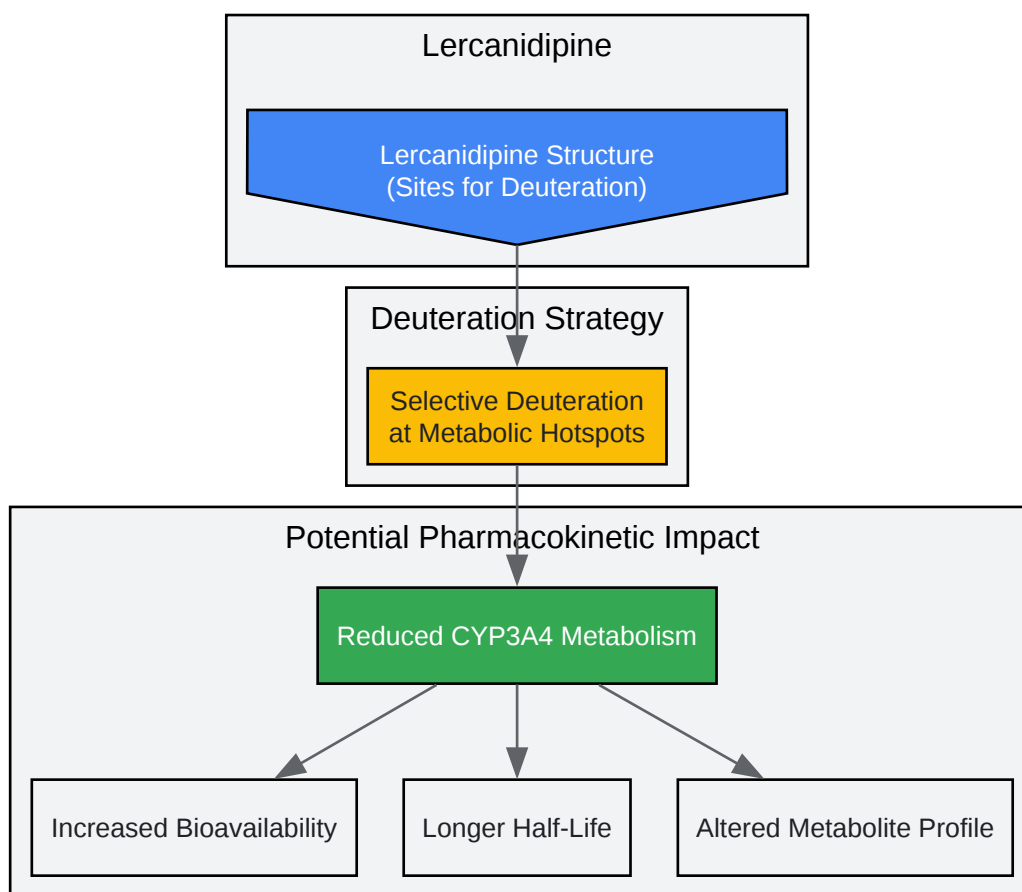 Lercanidipine
Lercanidipine Structure
(Sites for Deuteration)
Deuteration Strategy
Selective Deuteration
at Metabolic Hotspots
Potential Pharmacokinetic Impact
Reduced CYP3A4 Metabolism
Increased Bioavailability
Longer Half-Life
Altered Metabolite Profile